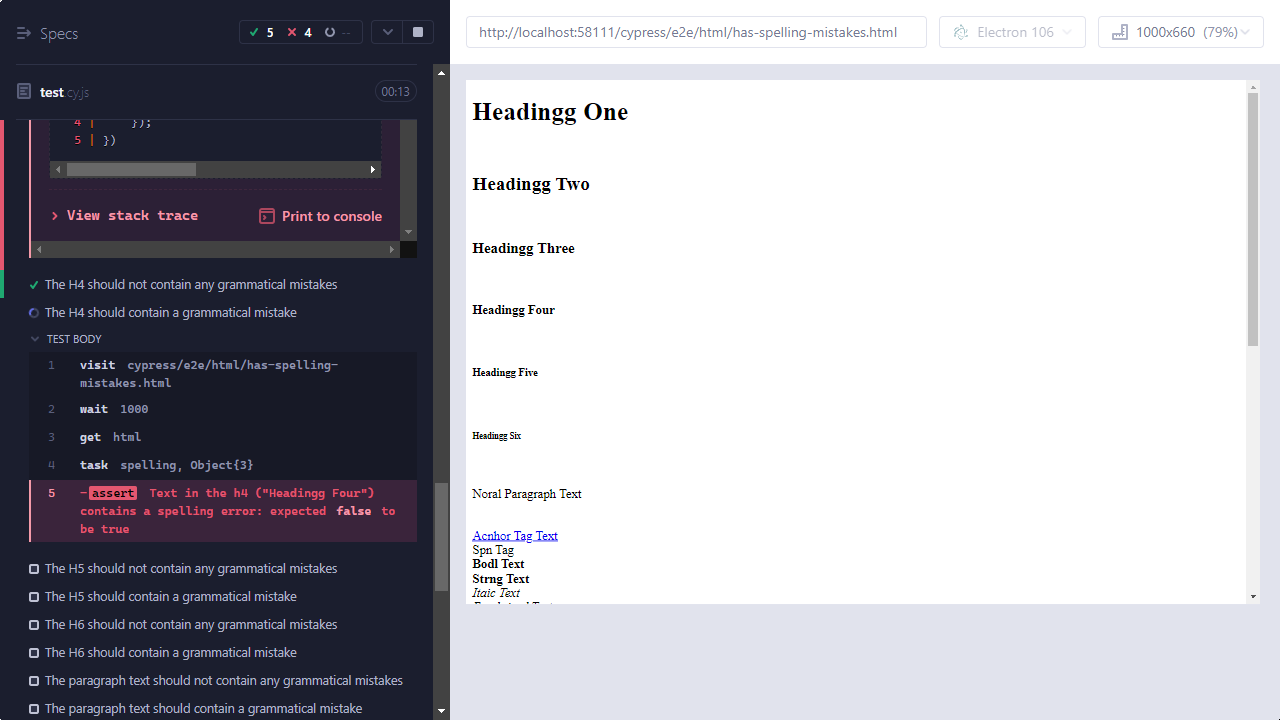 Specs
5 4 --
test.cy.js
00:13
4 | });
5 | })
View stack trace
Print to console
The H4 should not contain any grammatical mistakes
The H4 should contain a grammatical mistake
TEST BODY
1 visit cypress/e2e/html/has-spelling-
mistakes.html
2 wait 1000
3 get html
4 task spelling, Object{3}
5 -assert Text in the h4 ("Headingg Four")
contains a spelling error: expected false to
be true
The H5 should not contain any grammatical mistakes
The H5 should contain a grammatical mistake
The H6 should not contain any grammatical mistakes
The H6 should contain a grammatical mistake
The paragraph text should not contain any grammatical mistakes
The paragraph text should contain a grammatical mistake
http://localhost:58111/cypress/e2e/html/has-spelling-mistakes.html
Electron 106
1000x660 (79%)
Headingg One
Headingg Two
Headingg Three
Headingg Four
Headingg Five
Headingg Six
Noral Paragraph Text
Acnhor Tag Text
Spn Tag
Bodl Text
Strng Text
Itaic Text